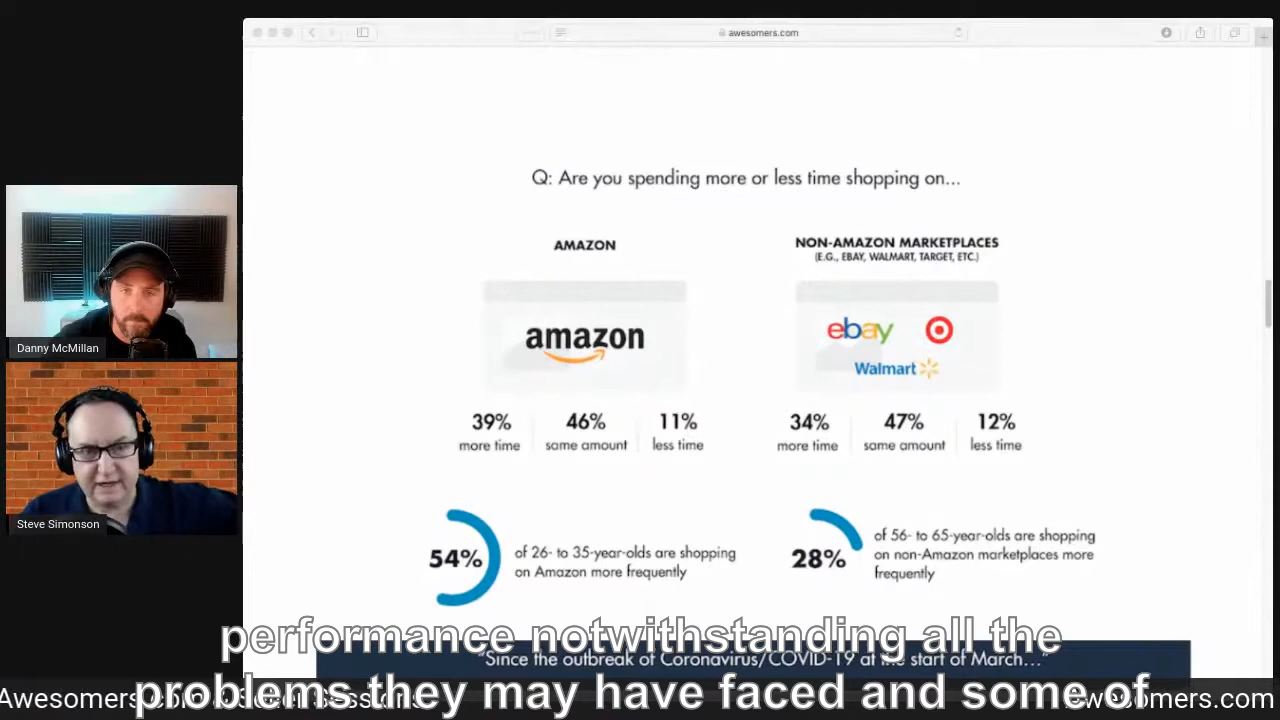 awesomers.com
Q: Are you spending more or less time shopping on...
AMAZON
amazon
39% more time
46% same amount
11% less time
NON-AMAZON MARKETPLACES
(E.G., EBAY, WALMART, TARGET, ETC.)
ebay
Walmart
34% more time
47% same amount
12% less time
54%
of 26- to 35-year-olds are shopping
on Amazon more frequently
28%
of 56- to 65-year-olds are shopping
on non-Amazon marketplaces more
frequently
"Since the outbreak of Coronavirus/COVID-19 at the start of March..."
Danny McMillan
Steve Simonson
performance notwithstanding all the
problems they may have faced and some of
Awesomers.com
awesomers.com